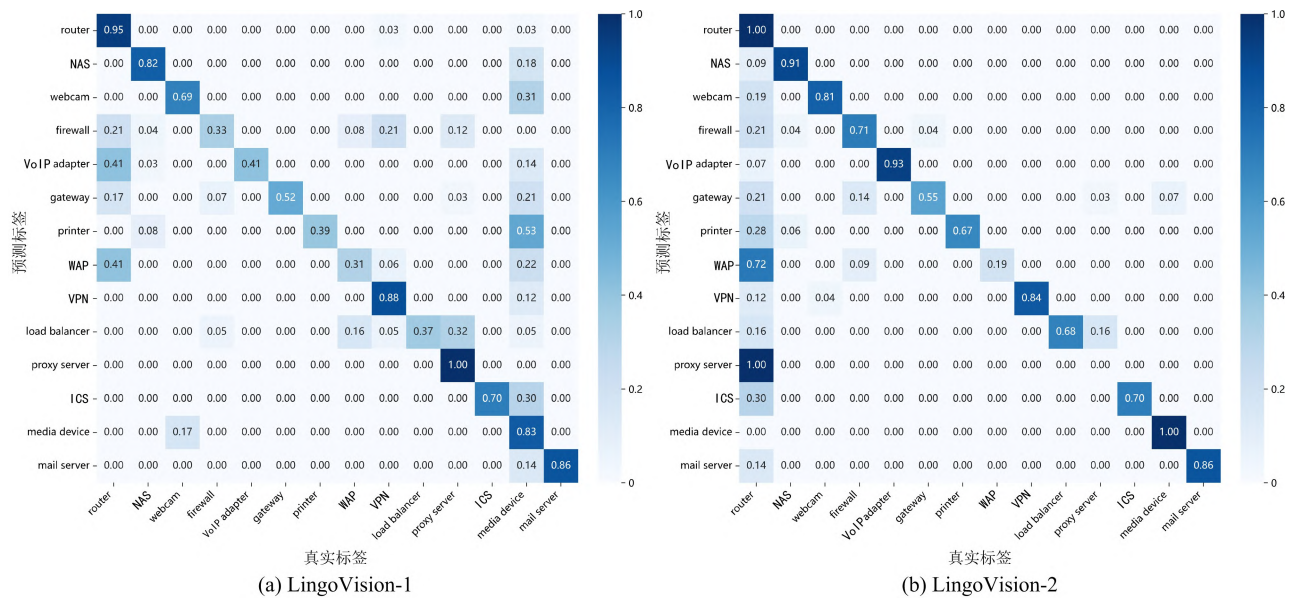 router 0.95 0.00 0.00 0.00 0.00 0.00 0.00 0.00 0.03 0.00 0.00 0.00 0.03 0.00
NAS 0.00 0.82 0.00 0.00 0.00 0.00 0.00 0.00 0.00 0.00 0.00 0.00 0.18 0.00
webcam 0.00 0.00 0.69 0.00 0.00 0.00 0.00 0.00 0.00 0.00 0.00 0.00 0.31 0.00
firewall 0.21 0.04 0.00 0.33 0.00 0.00 0.00 0.08 0.21 0.00 0.12 0.00 0.00 0.00
VoIP adapter 0.41 0.03 0.00 0.00 0.41 0.00 0.00 0.00 0.00 0.00 0.00 0.00 0.14 0.00
gateway 0.17 0.00 0.00 0.07 0.00 0.52 0.00 0.00 0.00 0.00 0.03 0.00 0.21 0.00
printer 0.00 0.08 0.00 0.00 0.00 0.00 0.39 0.00 0.00 0.00 0.00 0.00 0.53 0.00
WAP 0.41 0.00 0.00 0.00 0.00 0.00 0.00 0.31 0.06 0.00 0.00 0.00 0.22 0.00
VPN 0.00 0.00 0.00 0.00 0.00 0.00 0.00 0.00 0.88 0.00 0.00 0.00 0.12 0.00
load balancer 0.00 0.00 0.00 0.05 0.00 0.00 0.00 0.16 0.05 0.37 0.32 0.00 0.05 0.00
proxy server 0.00 0.00 0.00 0.00 0.00 0.00 0.00 0.00 0.00 0.00 1.00 0.00 0.00 0.00
ICS 0.00 0.00 0.00 0.00 0.00 0.00 0.00 0.00 0.00 0.00 0.00 0.70 0.30 0.00
media device 0.00 0.00 0.17 0.00 0.00 0.00 0.00 0.00 0.00 0.00 0.00 0.00 0.83 0.00
mail server 0.00 0.00 0.00 0.00 0.00 0.00 0.00 0.00 0.00 0.00 0.00 0.00 0.14 0.86
预测标签
router NAS webcam firewall VoIP adapter gateway printer WAP VPN load balancer proxy server ICS media device mail server
真实标签
1.0
0.8
0.6
0.4
0.2
0
(a) LingoVision-1
router 1.00 0.00 0.00 0.00 0.00 0.00 0.00 0.00 0.00 0.00 0.00 0.00 0.00 0.00
NAS 0.09 0.91 0.00 0.00 0.00 0.00 0.00 0.00 0.00 0.00 0.00 0.00 0.00 0.00
webcam 0.19 0.00 0.81 0.00 0.00 0.00 0.00 0.00 0.00 0.00 0.00 0.00 0.00 0.00
firewall 0.21 0.04 0.00 0.71 0.00 0.04 0.00 0.00 0.00 0.00 0.00 0.00 0.00 0.00
VoIP adapter 0.07 0.00 0.00 0.00 0.93 0.00 0.00 0.00 0.00 0.00 0.00 0.00 0.00 0.00
gateway 0.21 0.00 0.00 0.14 0.00 0.55 0.00 0.00 0.00 0.00 0.03 0.00 0.07 0.00
printer 0.28 0.06 0.00 0.00 0.00 0.00 0.67 0.00 0.00 0.00 0.00 0.00 0.00 0.00
WAP 0.72 0.00 0.00 0.09 0.00 0.00 0.00 0.19 0.00 0.00 0.00 0.00 0.00 0.00
VPN 0.12 0.00 0.04 0.00 0.00 0.00 0.00 0.00 0.84 0.00 0.00 0.00 0.00 0.00
load balancer 0.16 0.00 0.00 0.00 0.00 0.00 0.00 0.00 0.00 0.68 0.16 0.00 0.00 0.00
proxy server 1.00 0.00 0.00 0.00 0.00 0.00 0.00 0.00 0.00 0.00 0.00 0.00 0.00 0.00
ICS 0.30 0.00 0.00 0.00 0.00 0.00 0.00 0.00 0.00 0.00 0.00 0.70 0.00 0.00
media device 0.00 0.00 0.00 0.00 0.00 0.00 0.00 0.00 0.00 0.00 0.00 0.00 1.00 0.00
mail server 0.14 0.00 0.00 0.00 0.00 0.00 0.00 0.00 0.00 0.00 0.00 0.00 0.00 0.86
预测标签
router NAS webcam firewall VoIP adapter gateway printer WAP VPN load balancer proxy server ICS media device mail server
真实标签
1.0
0.8
0.6
0.4
0.2
0
(b) LingoVision-2